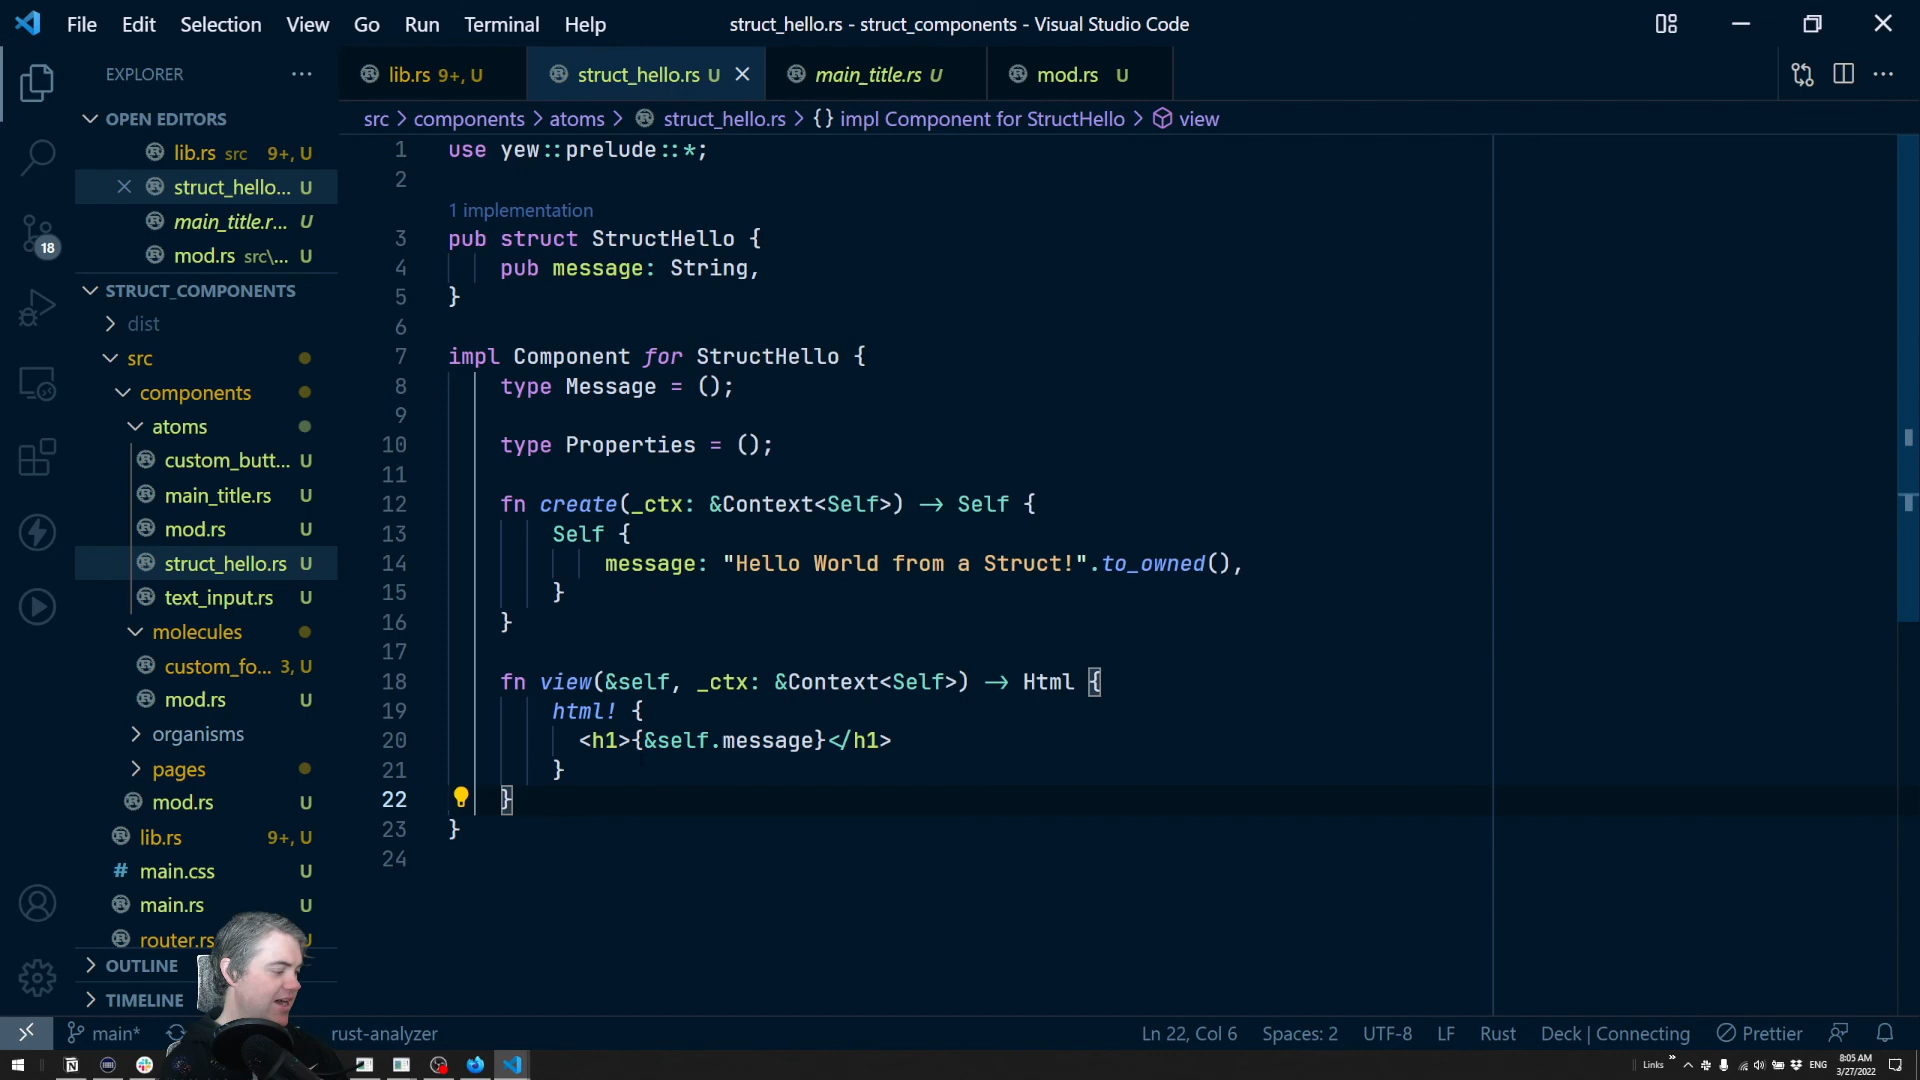 File Edit Selection View Go Run Terminal Help
struct_hello.rs - struct_components - Visual Studio Code
EXPLORER
lib.rs 9+, U
struct_hello.rs U
main_title.rs U
mod.rs U
OPEN EDITORS
lib.rs src 9+, U
struct_hello... U
main_title.r... U
mod.rs src\... U
STRUCT_COMPONENTS
dist
src
components
atoms
custom_butt... U
main_title.rs U
mod.rs U
struct_hello.rs U
text_input.rs U
molecules
custom_fo... 3, U
mod.rs U
organisms
pages
mod.rs U
lib.rs 9+, U
# main.css U
main.rs U
router.rs
OUTLINE
TIMELINE
18
src > components > atoms > struct_hello.rs > {} impl Component for StructHello > view
1 use yew::prelude::*;
2
1 implementation
3 pub struct StructHello {
4 pub message: String,
5 }
6
7 impl Component for StructHello {
8 type Message = ();
9
10 type Properties = ();
11
12 fn create(_ctx: &Context<Self>) -> Self {
13 Self {
14 message: "Hello World from a Struct!".to_owned(),
15 }
16 }
17
18 fn view(&self, _ctx: &Context<Self>) -> Html {
19 html! {
20 <h1>{&self.message}</h1>
21 }
22 }
23 }
24
main*
rust-analyzer
Ln 22, Col 6 Spaces: 2 UTF-8 LF Rust Deck | Connecting Prettier
Links
ENG
8:05 AM
3/27/2022